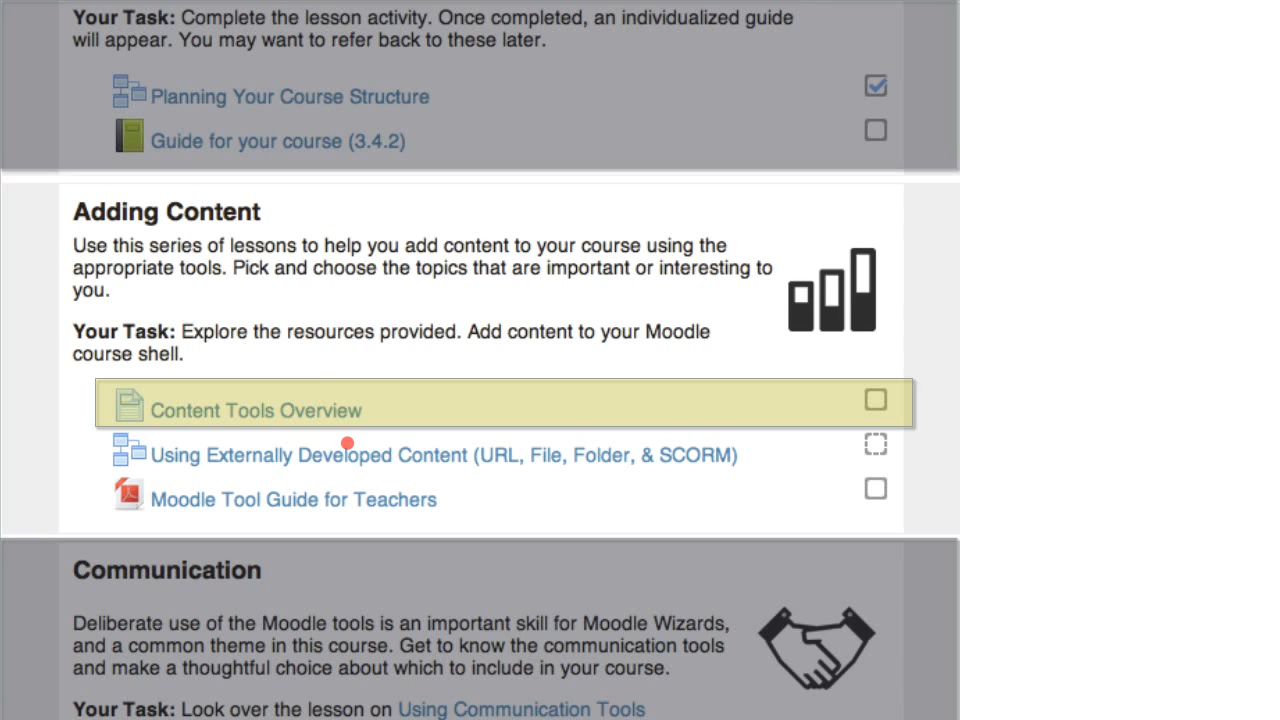 Your Task: Complete the lesson activity. Once completed, an individualized guide
will appear. You may want to refer back to these later.
Planning Your Course Structure
Guide for your course (3.4.2)
Adding Content
Use this series of lessons to help you add content to your course using the
appropriate tools. Pick and choose the topics that are important or interesting to
you.
Your Task: Explore the resources provided. Add content to your Moodle
course shell.
Content Tools Overview
Using Externally Developed Content (URL, File, Folder, & SCORM)
Moodle Tool Guide for Teachers
Communication
Deliberate use of the Moodle tools is an important skill for Moodle Wizards,
and a common theme in this course. Get to know the communication tools
and make a thoughtful choice about which to include in your course.
Your Task: Look over the lesson on Using Communication Tools